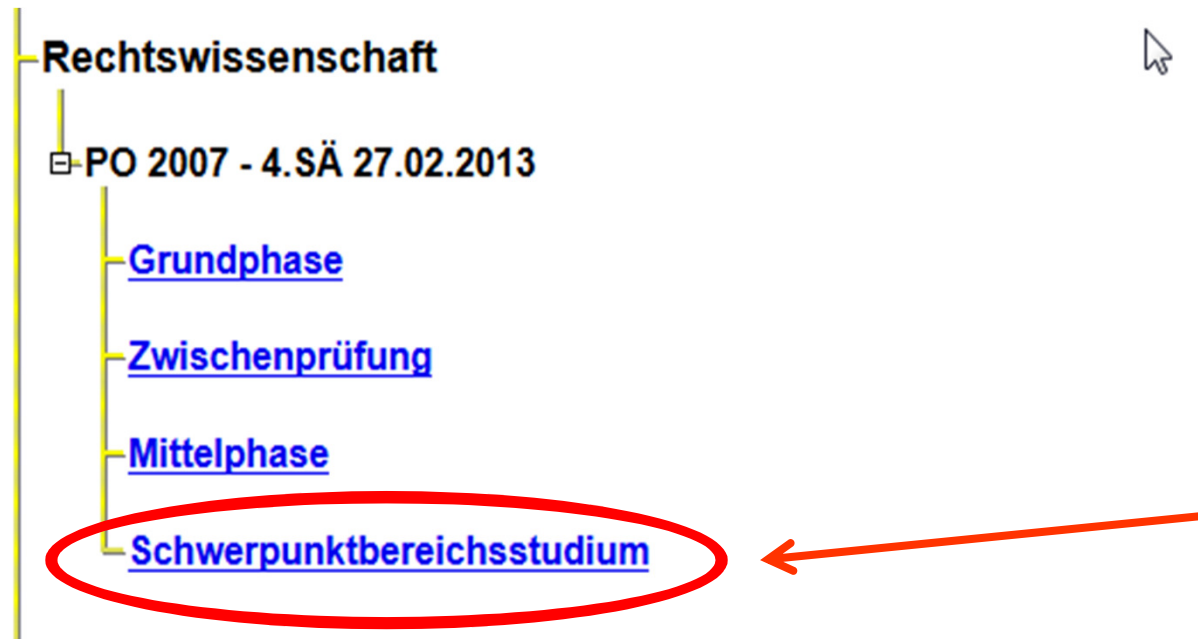 Rechtswissenschaft
PO 2007 - 4.SÄ 27.02.2013
Grundphase
Zwischenprüfung
Mittelphase
Schwerpunktbereichsstudium